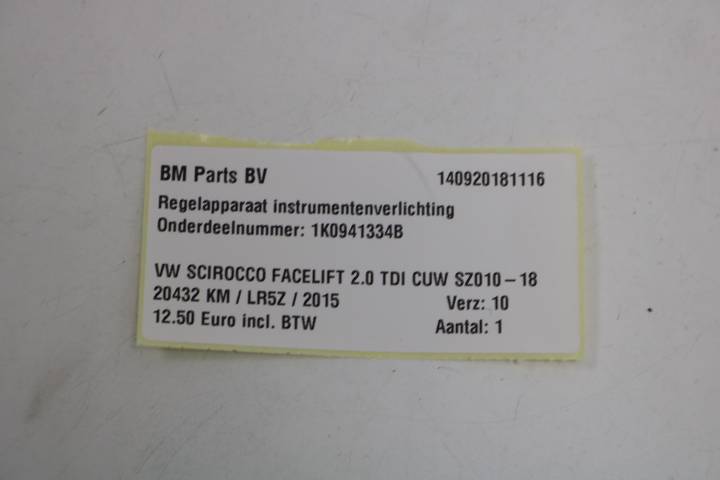 BM Parts BV 140920181116
Regelapparaat instrumentenverlichting
Onderdeelnummer: 1K0941334B
VW SCIROCCO FACELIFT 2.0 TDI CUW SZ010-18
20432 KM / LR5Z / 2015 Verz: 10
12.50 Euro incl. BTW Aantal: 1